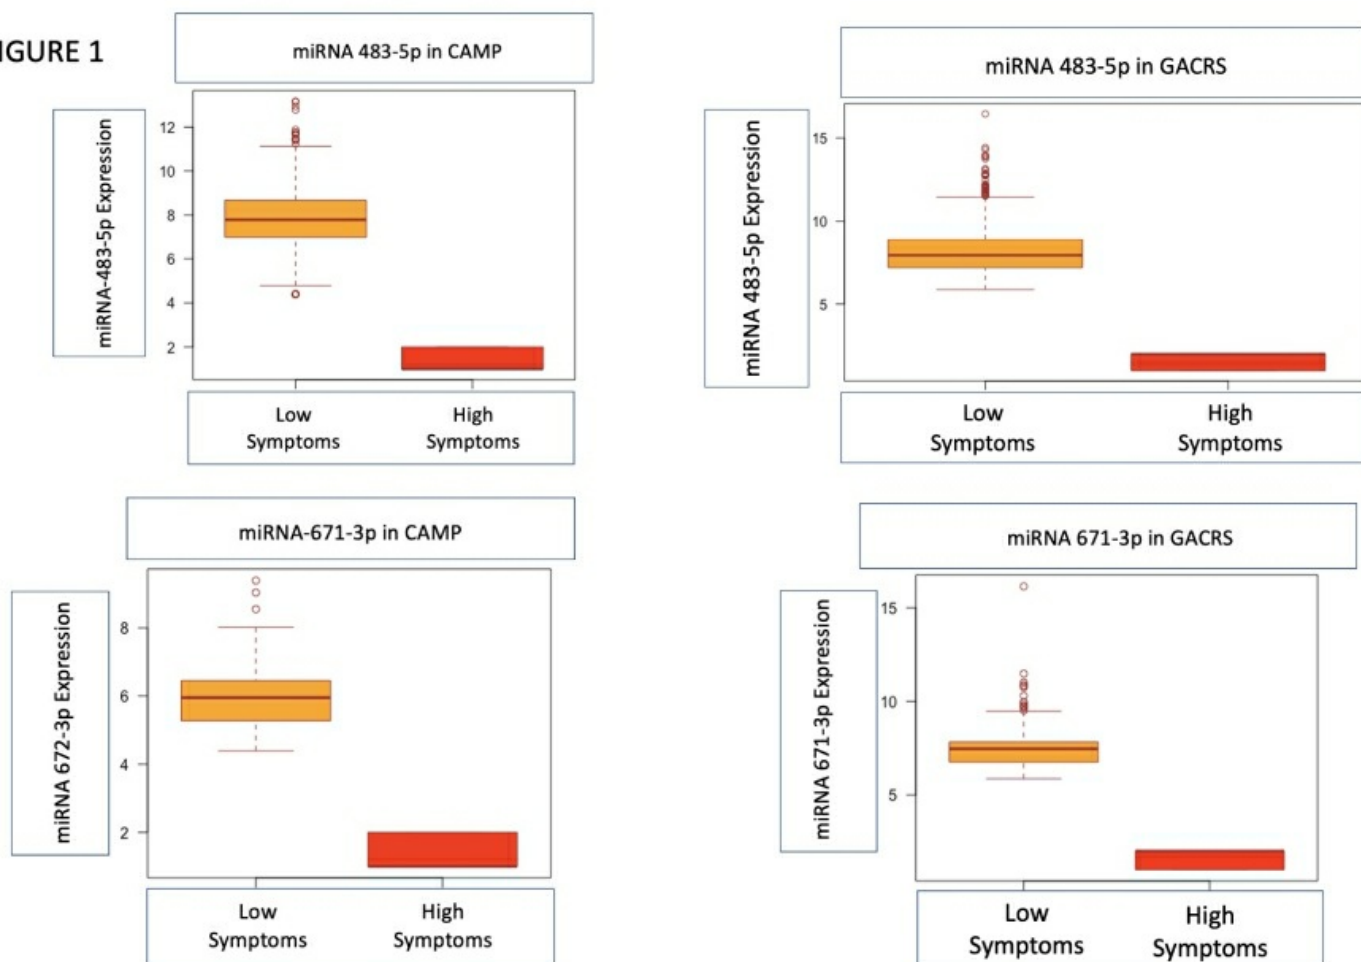 IGURE 1
miRNA 483-5p in CAMP
miRNA-483-5p Expression
12
10
8
6
4
2
Low
Symptoms
High
Symptoms
miRNA 483-5p in GACRS
miRNA 483-5p Expression
15
10
5
Low
Symptoms
High
Symptoms
miRNA-671-3p in CAMP
miRNA 672-3p Expression
8
6
4
2
Low
Symptoms
High
Symptoms
miRNA 671-3p in GACRS
miRNA 671-3p Expression
15
10
5
Low
Symptoms
High
Symptoms